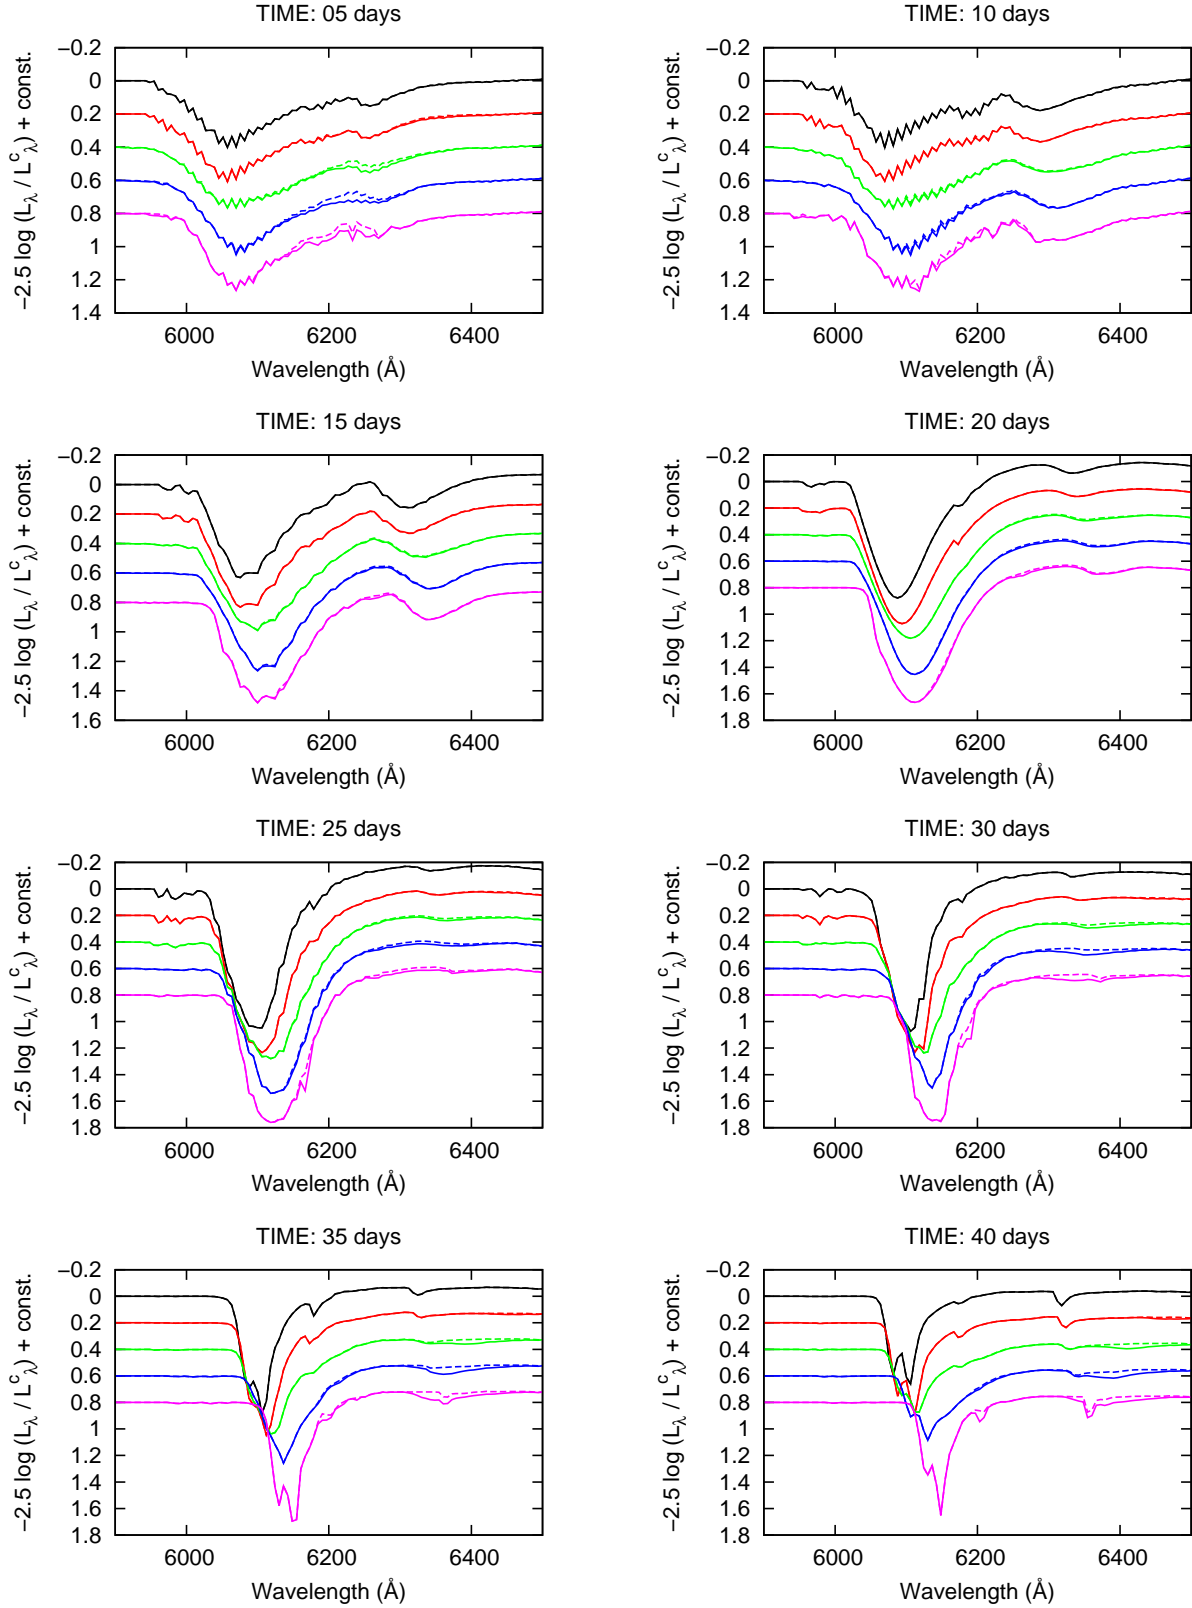 TIME: 05 days
−2.5 log (Lλ / Lᶜλ) + const.
−0.2
0
0.2
0.4
0.6
0.8
1
1.2
1.4
6000 6200 6400
Wavelength (Å)
TIME: 10 days
−2.5 log (Lλ / Lᶜλ) + const.
−0.2
0
0.2
0.4
0.6
0.8
1
1.2
1.4
6000 6200 6400
Wavelength (Å)
TIME: 15 days
−2.5 log (Lλ / Lᶜλ) + const.
−0.2
0
0.2
0.4
0.6
0.8
1
1.2
1.4
1.6
6000 6200 6400
Wavelength (Å)
TIME: 20 days
−2.5 log (Lλ / Lᶜλ) + const.
−0.2
0
0.2
0.4
0.6
0.8
1
1.2
1.4
1.6
1.8
6000 6200 6400
Wavelength (Å)
TIME: 25 days
−2.5 log (Lλ / Lᶜλ) + const.
−0.2
0
0.2
0.4
0.6
0.8
1
1.2
1.4
1.6
1.8
6000 6200 6400
Wavelength (Å)
TIME: 30 days
−2.5 log (Lλ / Lᶜλ) + const.
−0.2
0
0.2
0.4
0.6
0.8
1
1.2
1.4
1.6
1.8
6000 6200 6400
Wavelength (Å)
TIME: 35 days
−2.5 log (Lλ / Lᶜλ) + const.
−0.2
0
0.2
0.4
0.6
0.8
1
1.2
1.4
1.6
1.8
6000 6200 6400
Wavelength (Å)
TIME: 40 days
−2.5 log (Lλ / Lᶜλ) + const.
−0.2
0
0.2
0.4
0.6
0.8
1
1.2
1.4
1.6
1.8
6000 6200 6400
Wavelength (Å)